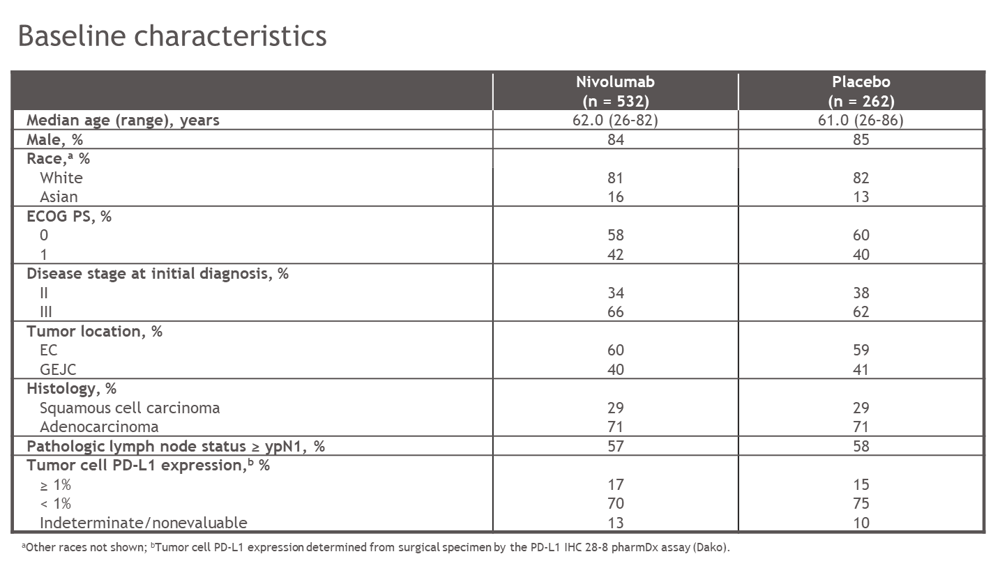 Baseline characteristics
Nivolumab Placebo
(n = 532) (n = 262)
Median age (range), years 62.0 (26-82) 61.0 (26-86)
Male, % 84 85
Race,ᵃ %
White 81 82
Asian 16 13
ECOG PS, %
0 58 60
1 42 40
Disease stage at initial diagnosis, %
II 34 38
III 66 62
Tumor location, %
EC 60 59
GEJC 40 41
Histology, %
Squamous cell carcinoma 29 29
Adenocarcinoma 71 71
Pathologic lymph node status ≥ ypN1, % 57 58
Tumor cell PD-L1 expression,ᵇ %
≥ 1% 17 15
< 1% 70 75
Indeterminate/nonevaluable 13 10
ᵃOther races not shown; ᵇTumor cell PD-L1 expression determined from surgical specimen by the PD-L1 IHC 28-8 pharmDx assay (Dako).